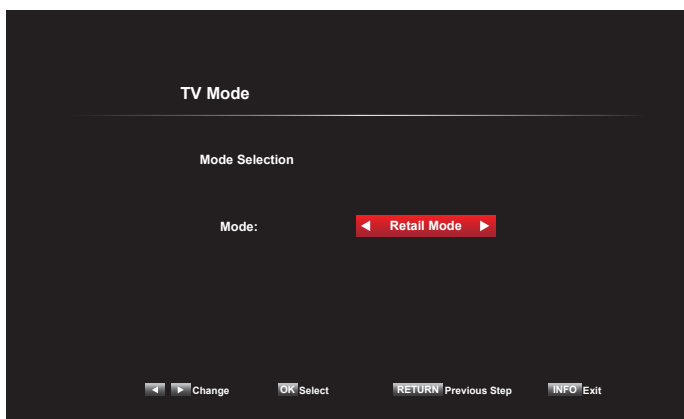 TV Mode
Mode Selection
Mode: Retail Mode
Change OK Select RETURN Previous Step INFO Exit